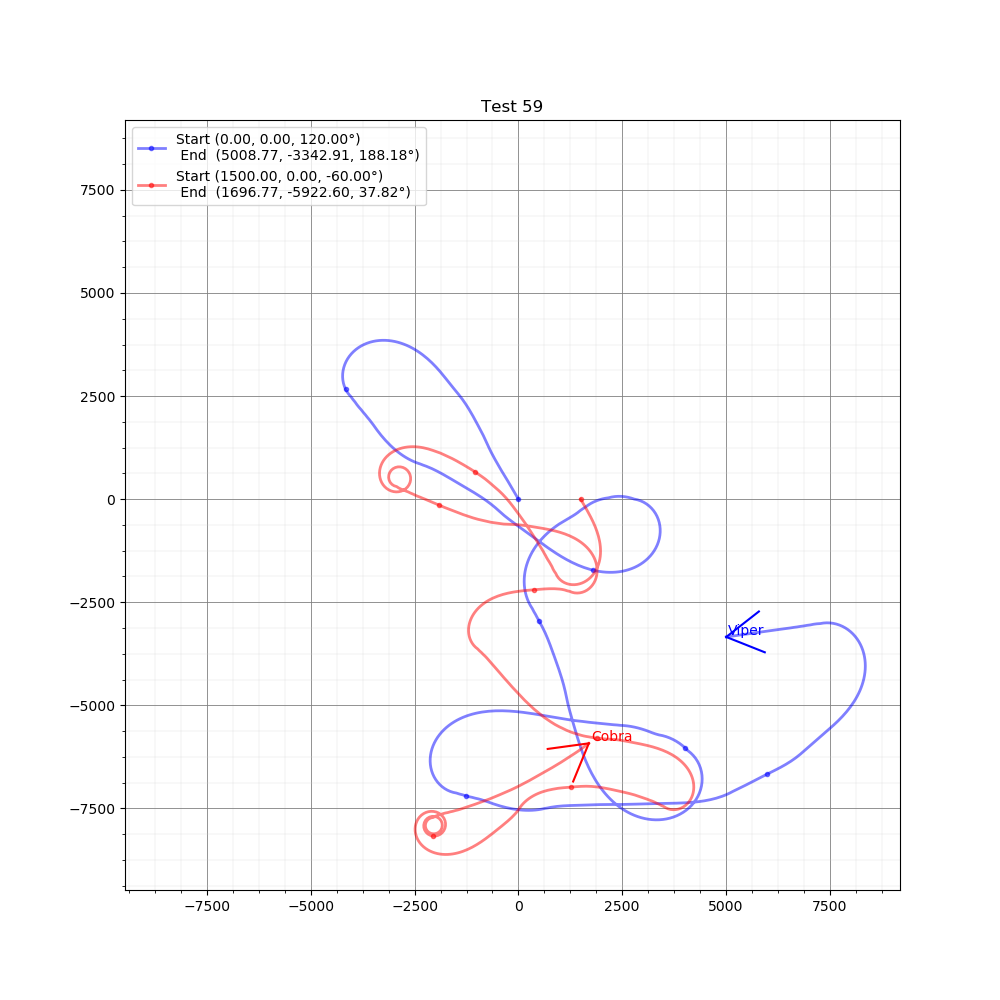 Test 59
Start (0.00, 0.00, 120.00°)
End (5008.77, -3342.91, 188.18°)
Start (1500.00, 0.00, -60.00°)
End (1696.77, -5922.60, 37.82°)
7500
5000
2500
0
−2500
−5000
−7500
Viper
Cobra
−7500 −5000 −2500 0 2500 5000 7500